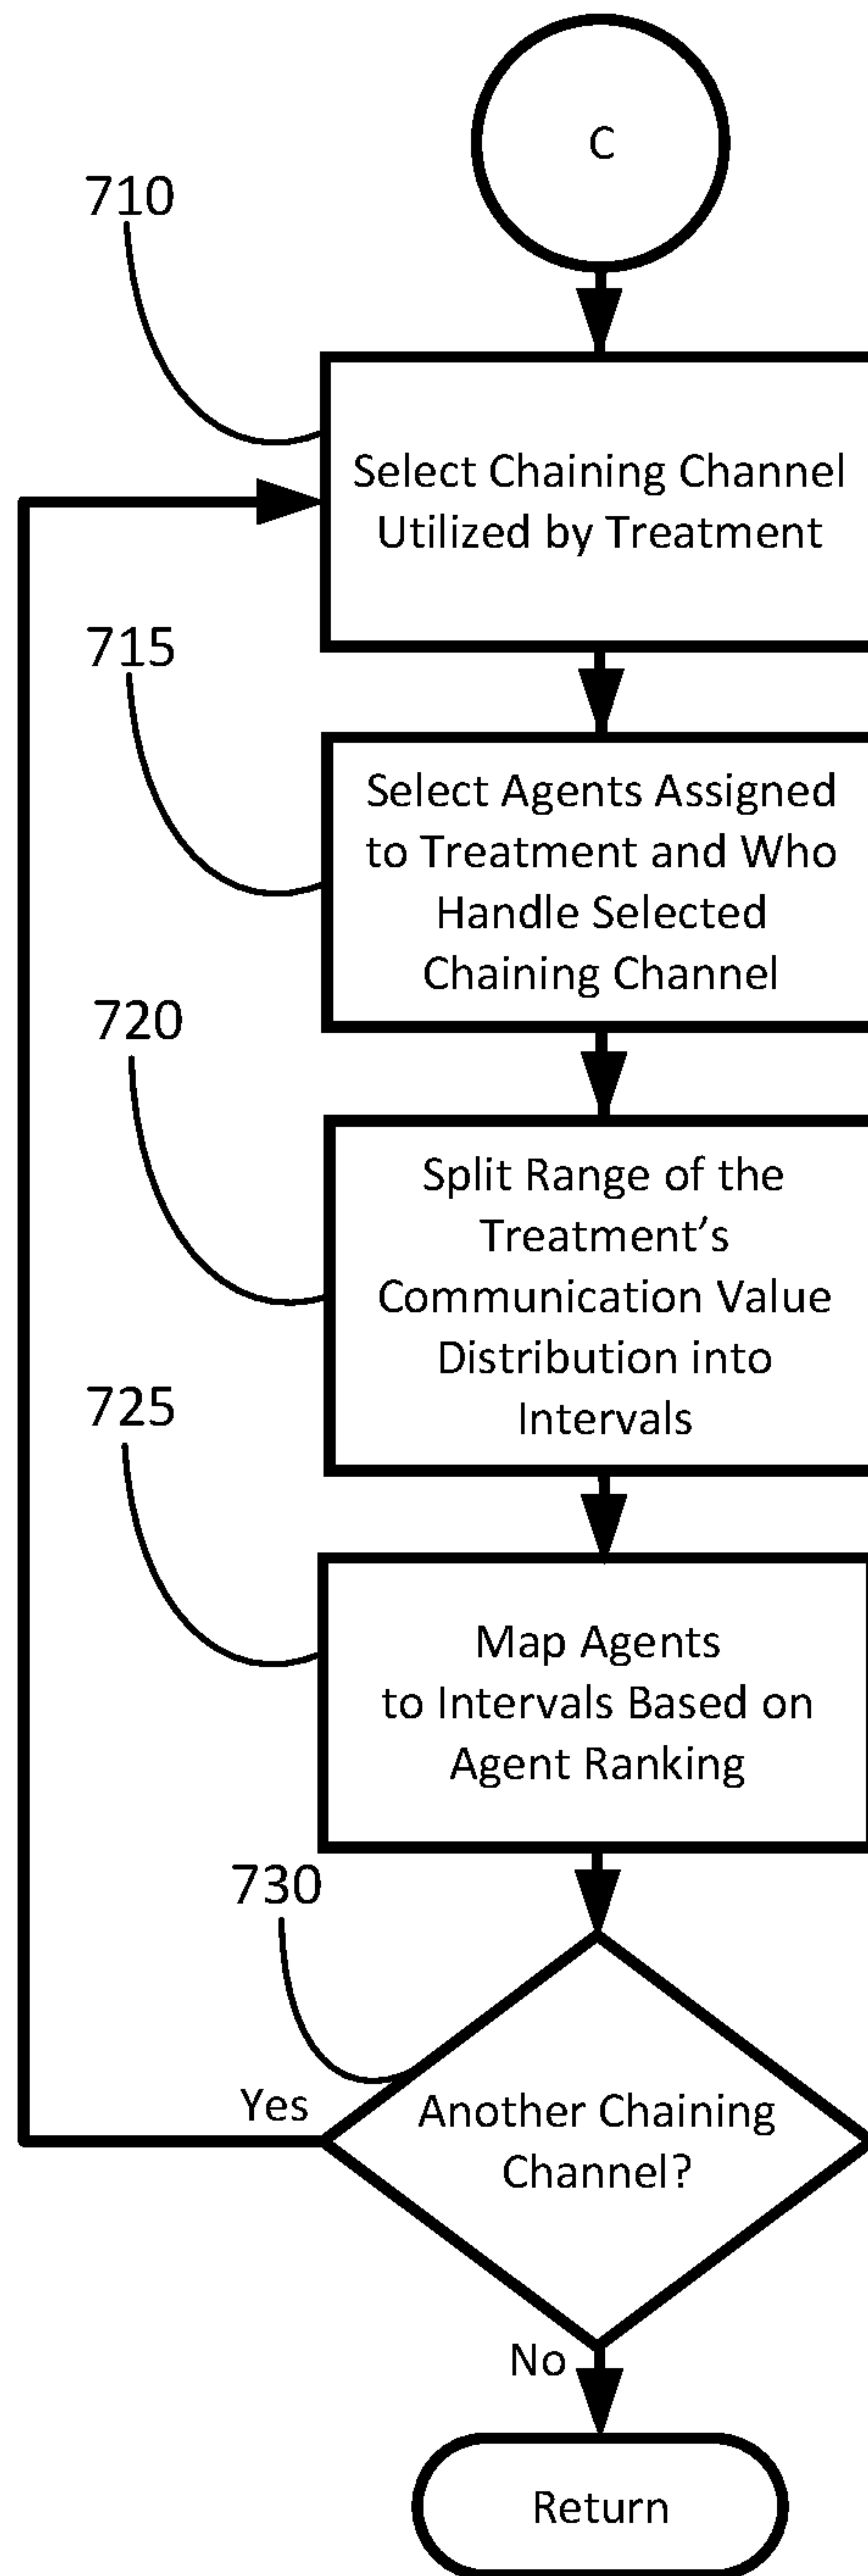 C
710
Select Chaining Channel
Utilized by Treatment
715
Select Agents Assigned
to Treatment and Who
Handle Selected
Chaining Channel
720
Split Range of the
Treatment’s
Communication Value
Distribution into
Intervals
725
Map Agents
to Intervals Based on
Agent Ranking
730
Another Chaining
Channel?
Yes
No
Return